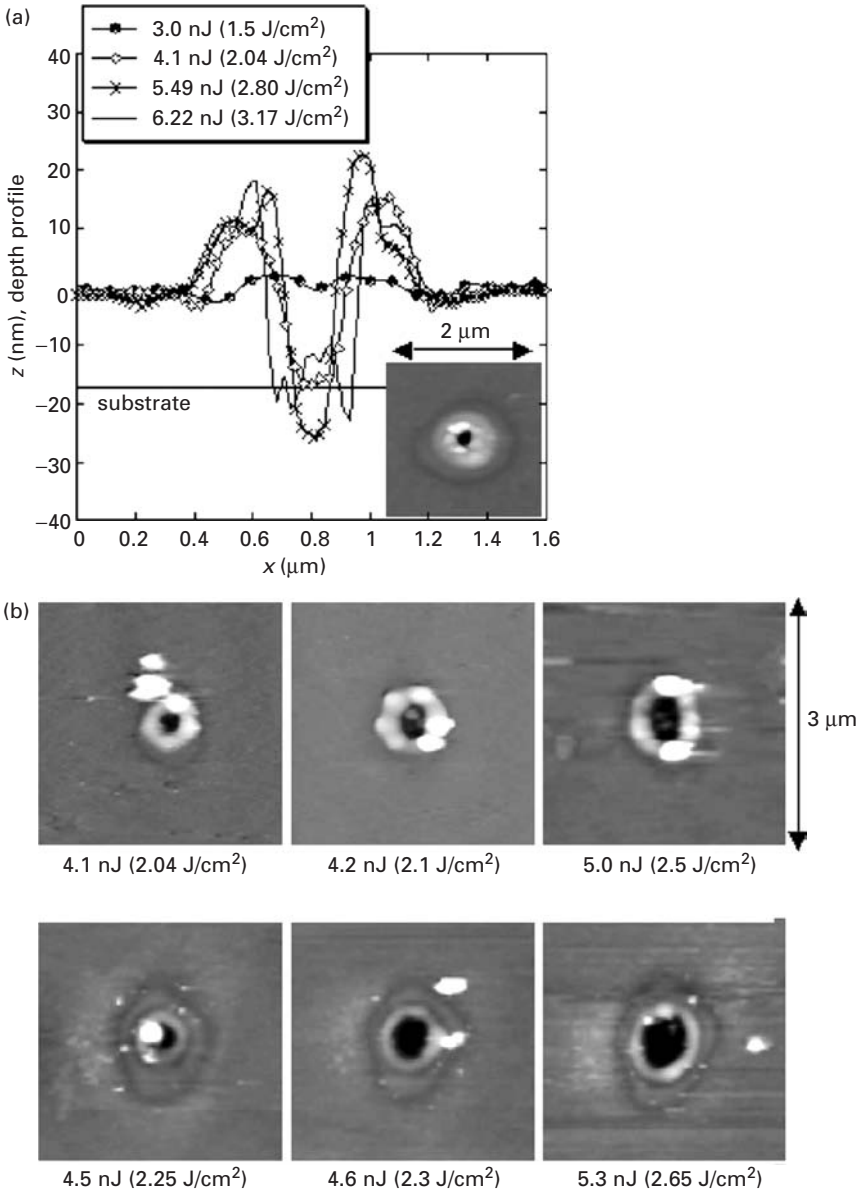 (a)
3.0 nJ (1.5 J/cm²)
4.1 nJ (2.04 J/cm²)
5.49 nJ (2.80 J/cm²)
6.22 nJ (3.17 J/cm²)
40
30
20
10
0
−10
−20
−30
−40
z (nm), depth profile
2 μm
substrate
0 0.2 0.4 0.6 0.8 1 1.2 1.4 1.6
x (μm)
(b)
3 μm
4.1 nJ (2.04 J/cm²) 4.2 nJ (2.1 J/cm²) 5.0 nJ (2.5 J/cm²)
4.5 nJ (2.25 J/cm²) 4.6 nJ (2.3 J/cm²) 5.3 nJ (2.65 J/cm²)